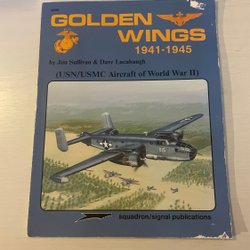 GOLDEN
WINGS
1941-1945
by Jim Sullivan & Dave Lucabaugh
(USN/USMC Aircraft of World War II)
squadron/signal publications